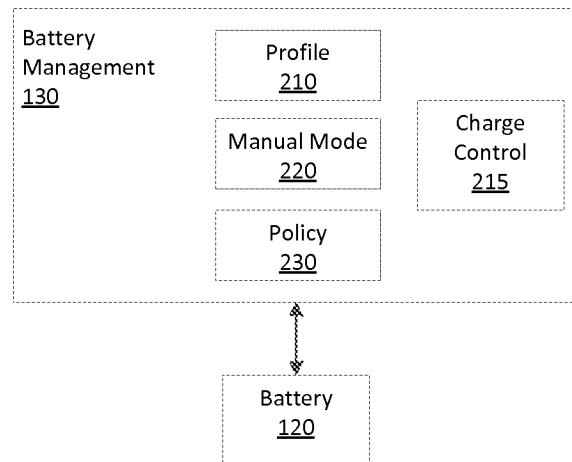 Battery
Management
130
Profile
210
Manual Mode
220
Policy
230
Charge
Control
215
Battery
120